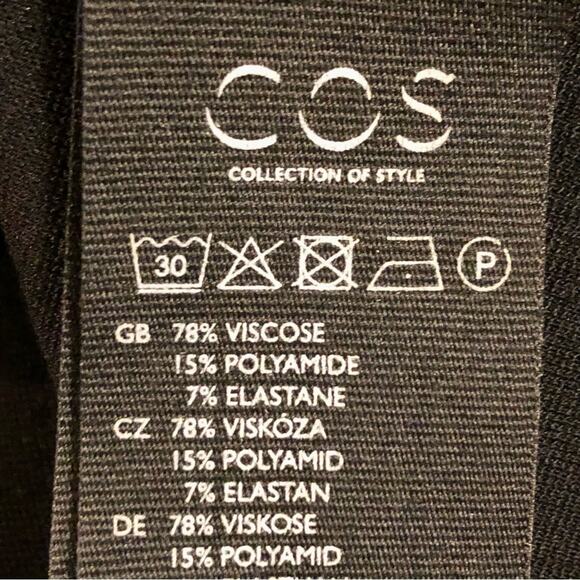 COS
COLLECTION OF STYLE
30 P
GB 78% VISCOSE
15% POLYAMIDE
7% ELASTANE
CZ 78% VISKÓZA
15% POLYAMID
7% ELASTAN
DE 78% VISKOSE
15% POLYAMID